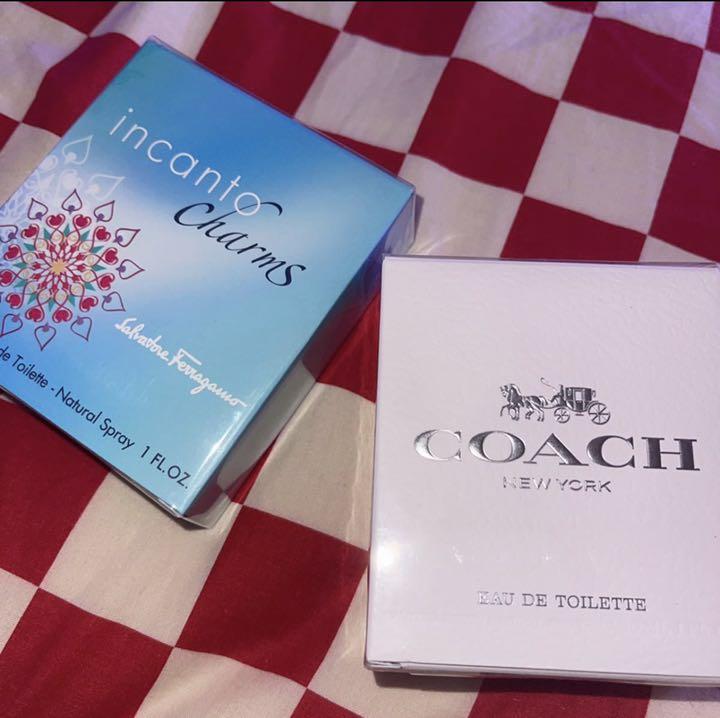 incanto
Charms
Salvatore Ferragamo
de Toilette - Natural Spray 1 FL.OZ.
COACH
NEW YORK
EAU DE TOILETTE